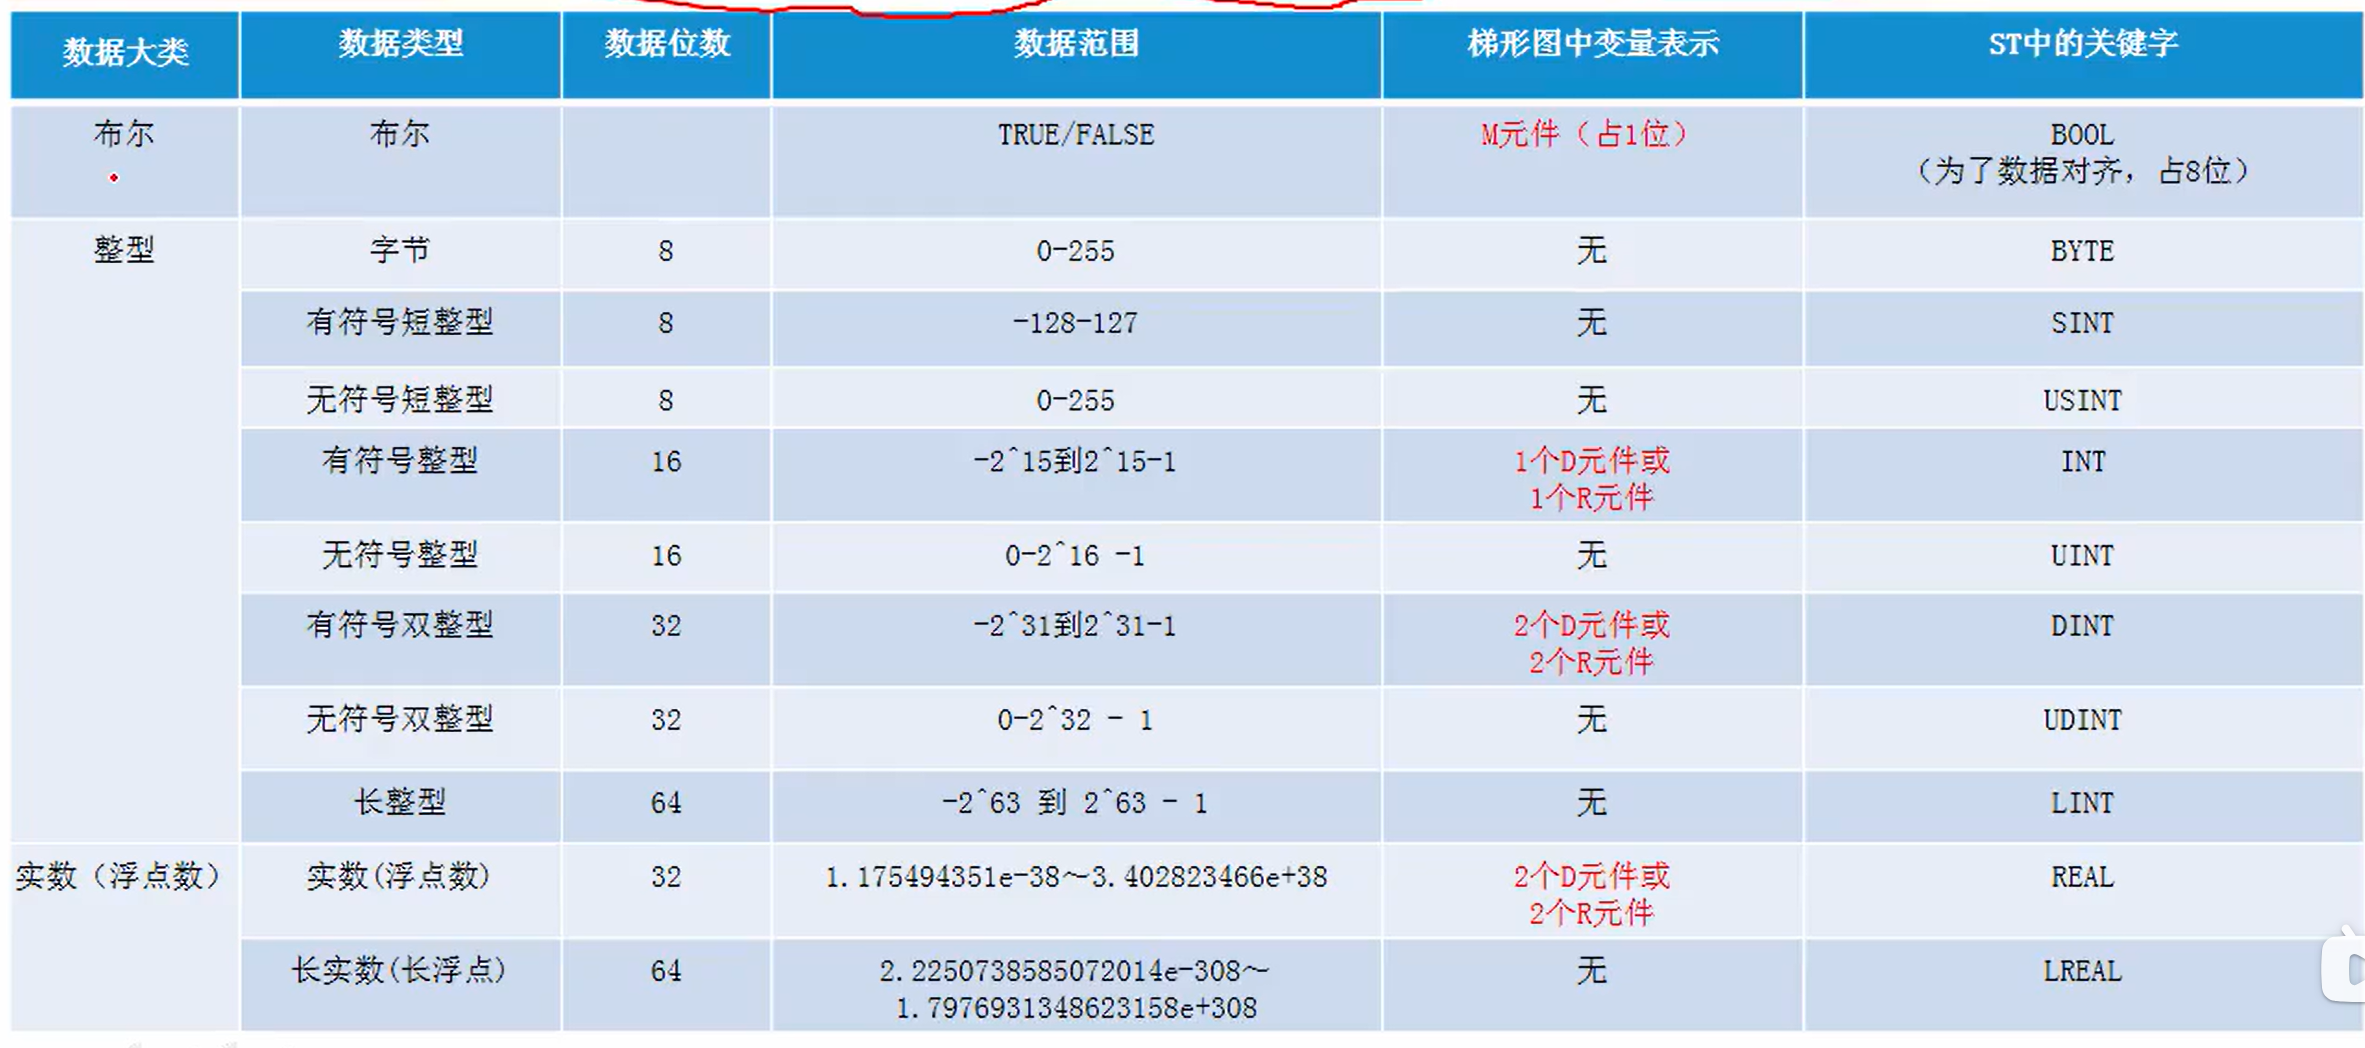 数据大类 数据类型 数据位数 数据范围 梯形图中变量表示 ST中的关键字
布尔 布尔 TRUE/FALSE M元件（占1位） BOOL
（为了数据对齐，占8位）
整型 字节 8 0-255 无 BYTE
有符号短整型 8 -128-127 无 SINT
无符号短整型 8 0-255 无 USINT
有符号整型 16 -2^15到2^15-1 1个D元件或 INT
1个R元件
无符号整型 16 0-2^16 -1 无 UINT
有符号双整型 32 -2^31到2^31-1 2个D元件或 DINT
2个R元件
无符号双整型 32 0-2^32 - 1 无 UDINT
长整型 64 -2^63 到 2^63 - 1 无 LINT
实数（浮点数） 实数(浮点数) 32 1.175494351e-38～3.402823466e+38 2个D元件或 REAL
2个R元件
长实数(长浮点) 64 2.2250738585072014e-308～ 无 LREAL
1.7976931348623158e+308